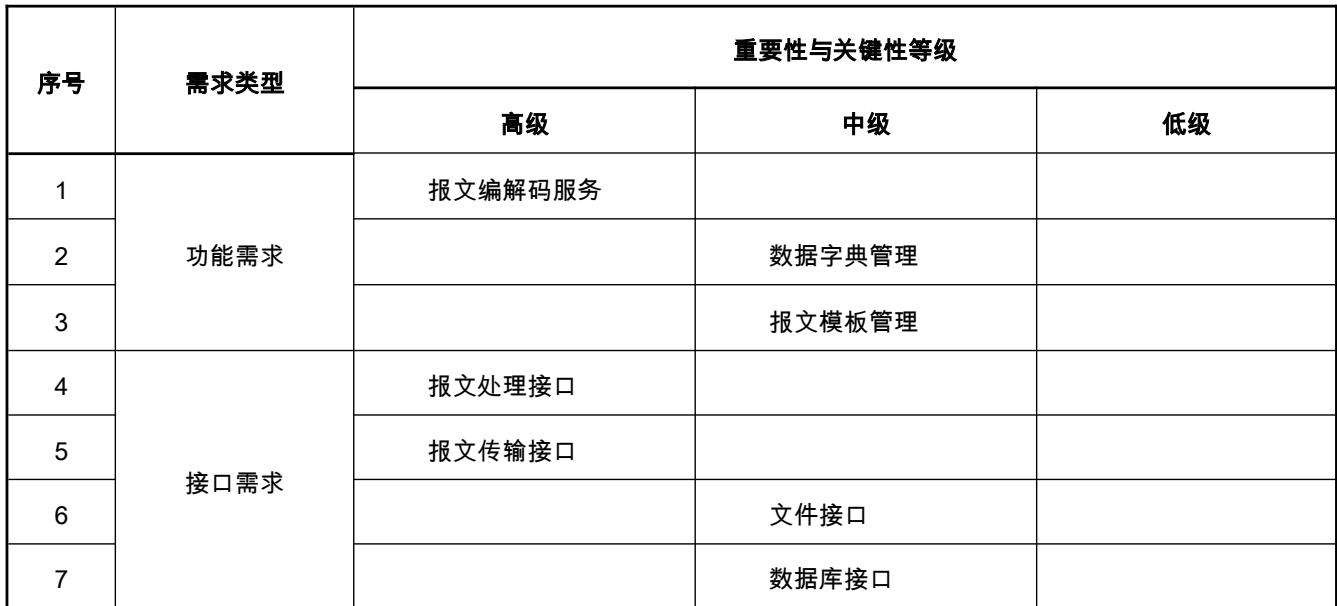 重要性与关键性等级
序号
需求类型
高级
中级
低级
1
报文编解码服务
2
功能需求
数据字典管理
3
报文模板管理
4
报文处理接口
5
报文传输接口
接口需求
6
文件接口
7
数据库接口